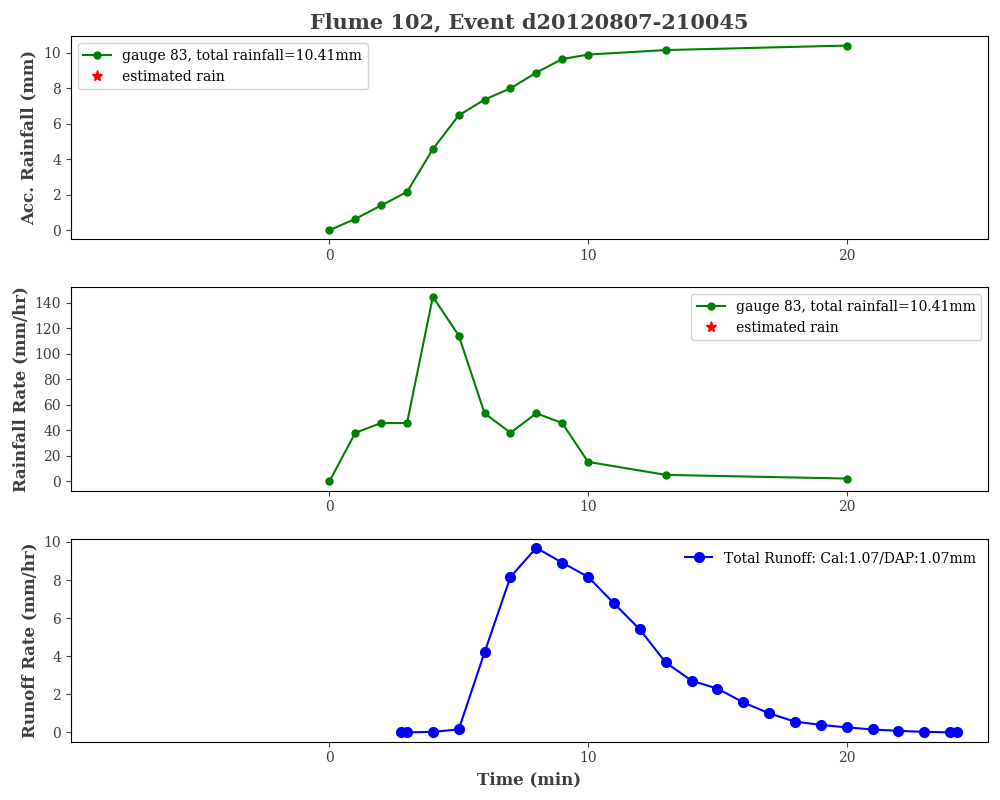 Flume 102, Event d20120807-210045
Acc. Rainfall (mm)
10
8
6
4
2
0
gauge 83, total rainfall=10.41mm
estimated rain
0 10 20
Rainfall Rate (mm/hr)
140
120
100
80
60
40
20
0
gauge 83, total rainfall=10.41mm
estimated rain
0 10 20
Runoff Rate (mm/hr)
10
8
6
4
2
0
Total Runoff: Cal:1.07/DAP:1.07mm
0 10 20
Time (min)